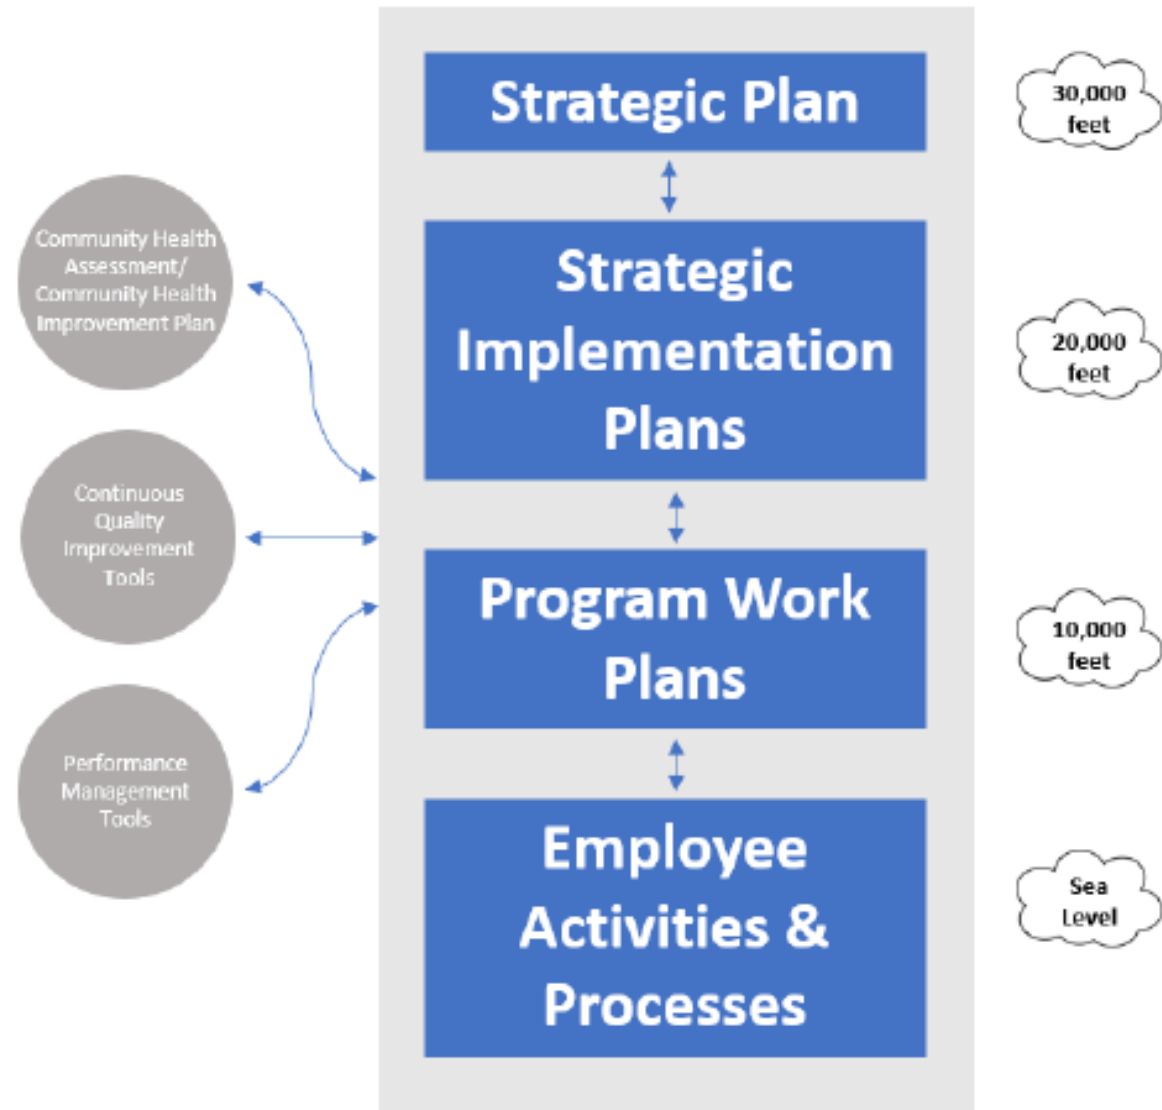 Strategic Plan
30,000
feet
Community Health
Assessment/
Community Health
Improvement Plan
Strategic
Implementation
Plans
20,000
feet
Continuous
Quality
Improvement
Tools
Program Work
Plans
10,000
feet
Performance
Management
Tools
Employee
Activities &
Processes
Sea
Level